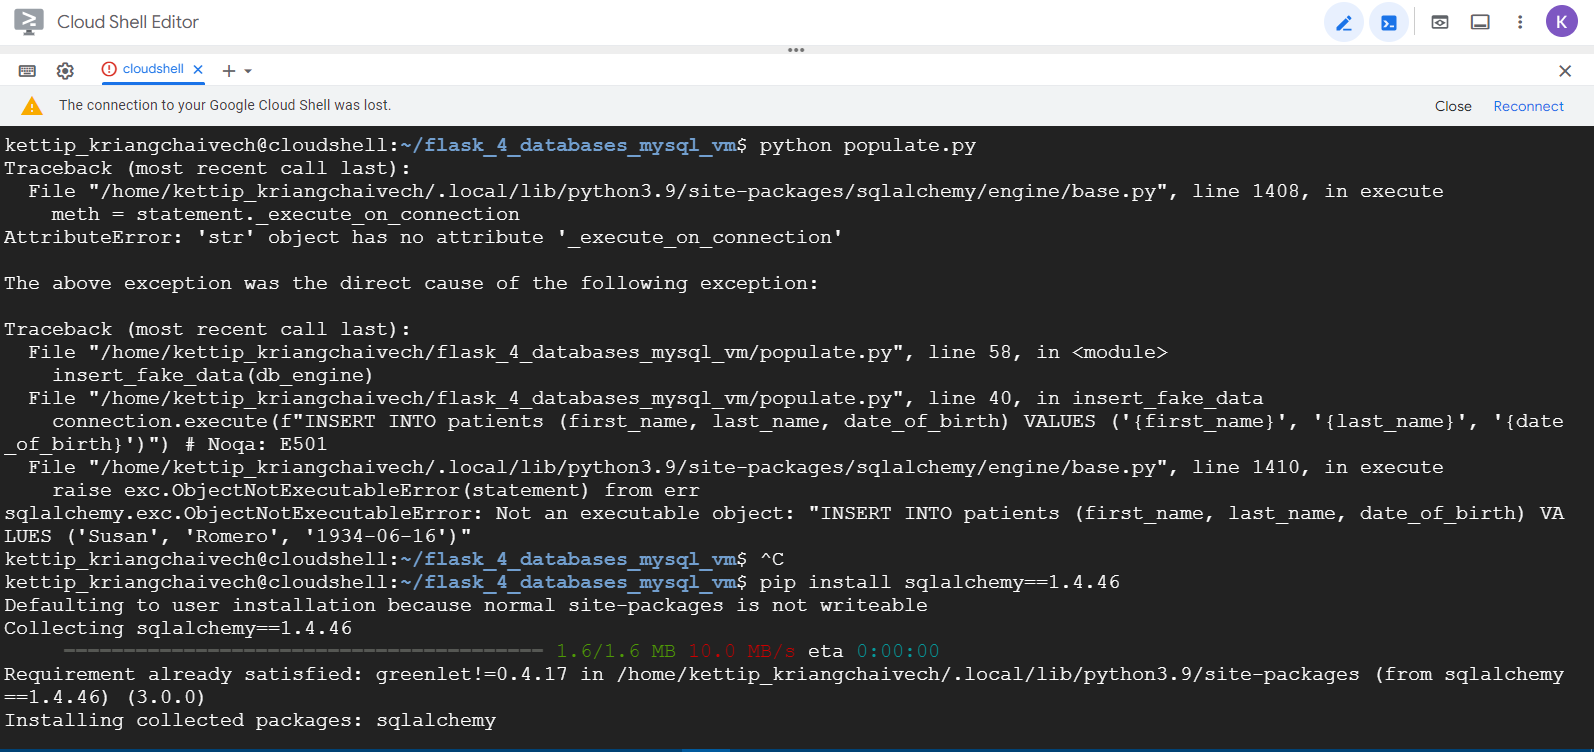 Cloud Shell Editor
K
cloudshell
The connection to your Google Cloud Shell was lost.
Close
Reconnect
kettip_kriangchaivech@cloudshell:~/flask_4_databases_mysql_vm$ python populate.py
Traceback (most recent call last):
  File "/home/kettip_kriangchaivech/.local/lib/python3.9/site-packages/sqlalchemy/engine/base.py", line 1408, in execute
    meth = statement._execute_on_connection
AttributeError: 'str' object has no attribute '_execute_on_connection'
The above exception was the direct cause of the following exception:
Traceback (most recent call last):
  File "/home/kettip_kriangchaivech/flask_4_databases_mysql_vm/populate.py", line 58, in <module>
    insert_fake_data(db_engine)
  File "/home/kettip_kriangchaivech/flask_4_databases_mysql_vm/populate.py", line 40, in insert_fake_data
    connection.execute(f"INSERT INTO patients (first_name, last_name, date_of_birth) VALUES ('{first_name}', '{last_name}', '{date
_of_birth}')") # Noqa: E501
  File "/home/kettip_kriangchaivech/.local/lib/python3.9/site-packages/sqlalchemy/engine/base.py", line 1410, in execute
    raise exc.ObjectNotExecutableError(statement) from err
sqlalchemy.exc.ObjectNotExecutableError: Not an executable object: "INSERT INTO patients (first_name, last_name, date_of_birth) VA
LUES ('Susan', 'Romero', '1934-06-16')"
kettip_kriangchaivech@cloudshell:~/flask_4_databases_mysql_vm$ ^C
kettip_kriangchaivech@cloudshell:~/flask_4_databases_mysql_vm$ pip install sqlalchemy==1.4.46
Defaulting to user installation because normal site-packages is not writeable
Collecting sqlalchemy==1.4.46
1.6/1.6 MB 10.0 MB/s eta 0:00:00
Requirement already satisfied: greenlet!=0.4.17 in /home/kettip_kriangchaivech/.local/lib/python3.9/site-packages (from sqlalchemy
==1.4.46) (3.0.0)
Installing collected packages: sqlalchemy